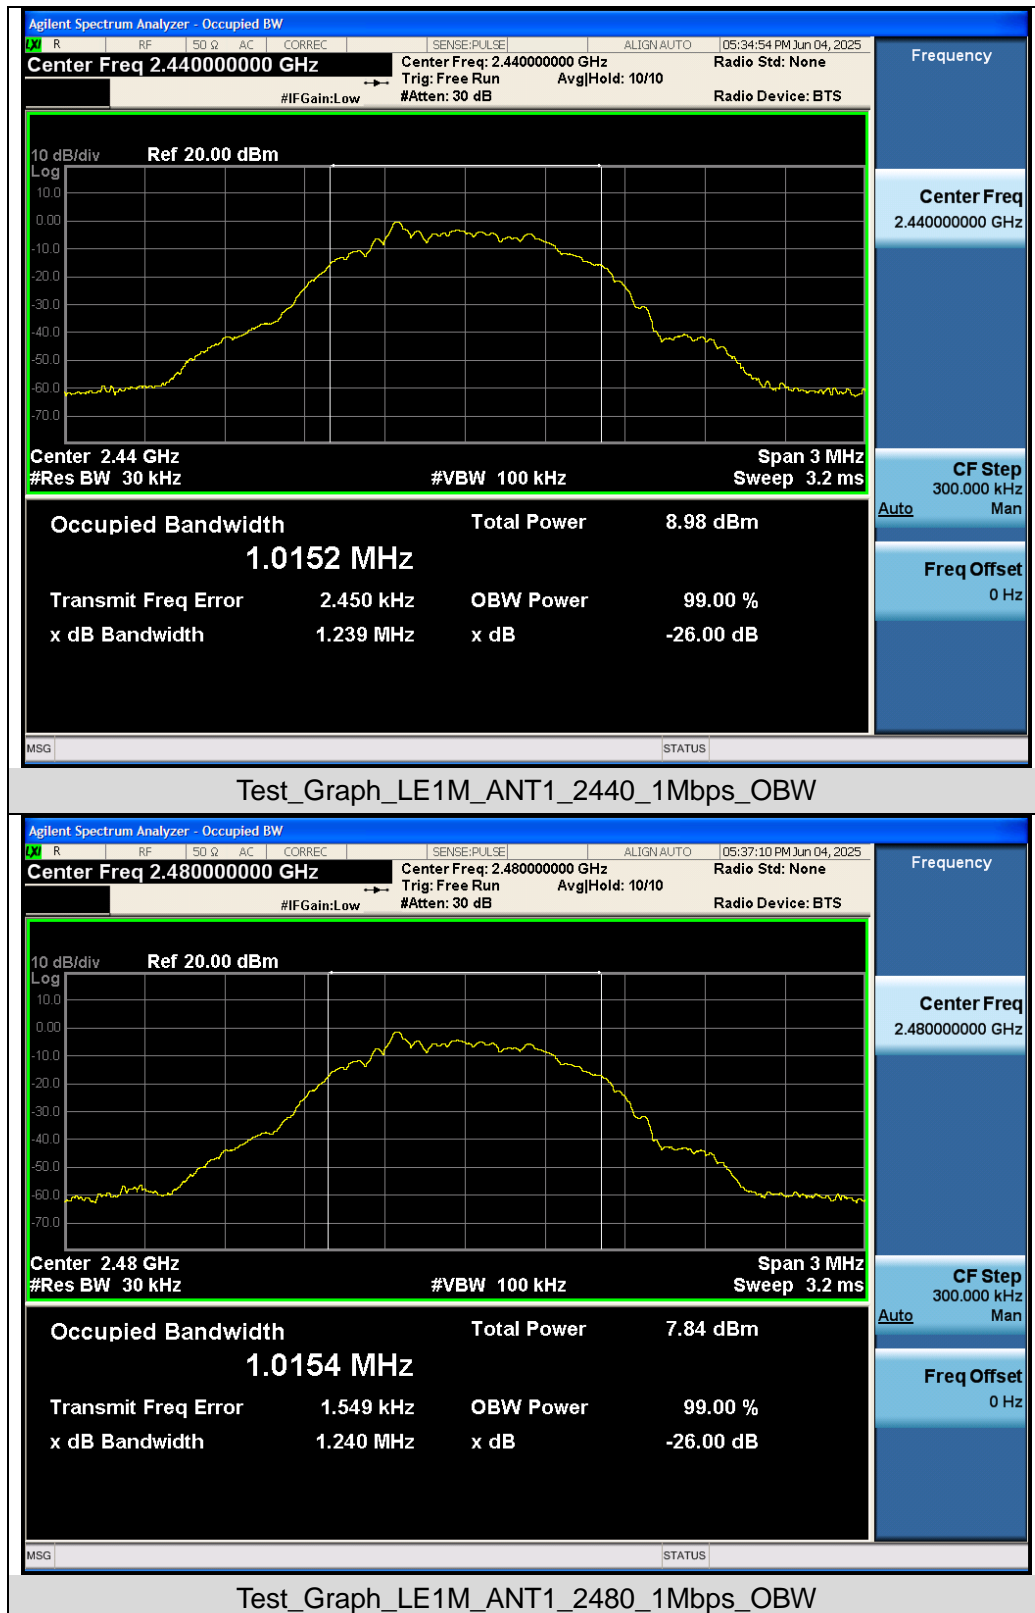 Agilent Spectrum Analyzer - Occupied BW
LXI R RF 50 Ω AC CORREC SENSE:PULSE ALIGN AUTO 05:34:54 PM Jun 04, 2025
Center Freq 2.440000000 GHz
Center Freq: 2.440000000 GHz
Radio Std: None
Trig: Free Run Avg|Hold: 10/10
#IFGain:Low
#Atten: 30 dB
Radio Device: BTS
Frequency
10 dB/div Ref 20.00 dBm
Log
10.0
0.00
-10.0
-20.0
-30.0
-40.0
-50.0
-60.0
-70.0
Center 2.44 GHz Span 3 MHz
#Res BW 30 kHz #VBW 100 kHz Sweep 3.2 ms
Center Freq
2.440000000 GHz
CF Step
300.000 kHz
Auto Man
Freq Offset
0 Hz
Occupied Bandwidth Total Power 8.98 dBm
1.0152 MHz
Transmit Freq Error 2.450 kHz OBW Power 99.00 %
x dB Bandwidth 1.239 MHz x dB -26.00 dB
MSG STATUS
Test_Graph_LE1M_ANT1_2440_1Mbps_OBW
Agilent Spectrum Analyzer - Occupied BW
LXI R RF 50 Ω AC CORREC SENSE:PULSE ALIGN AUTO 05:37:10 PM Jun 04, 2025
Center Freq 2.480000000 GHz
Center Freq: 2.480000000 GHz
Radio Std: None
Trig: Free Run Avg|Hold: 10/10
#IFGain:Low
#Atten: 30 dB
Radio Device: BTS
Frequency
10 dB/div Ref 20.00 dBm
Log
10.0
0.00
-10.0
-20.0
-30.0
-40.0
-50.0
-60.0
-70.0
Center 2.48 GHz Span 3 MHz
#Res BW 30 kHz #VBW 100 kHz Sweep 3.2 ms
Center Freq
2.480000000 GHz
CF Step
300.000 kHz
Auto Man
Freq Offset
0 Hz
Occupied Bandwidth Total Power 7.84 dBm
1.0154 MHz
Transmit Freq Error 1.549 kHz OBW Power 99.00 %
x dB Bandwidth 1.240 MHz x dB -26.00 dB
MSG STATUS
Test_Graph_LE1M_ANT1_2480_1Mbps_OBW